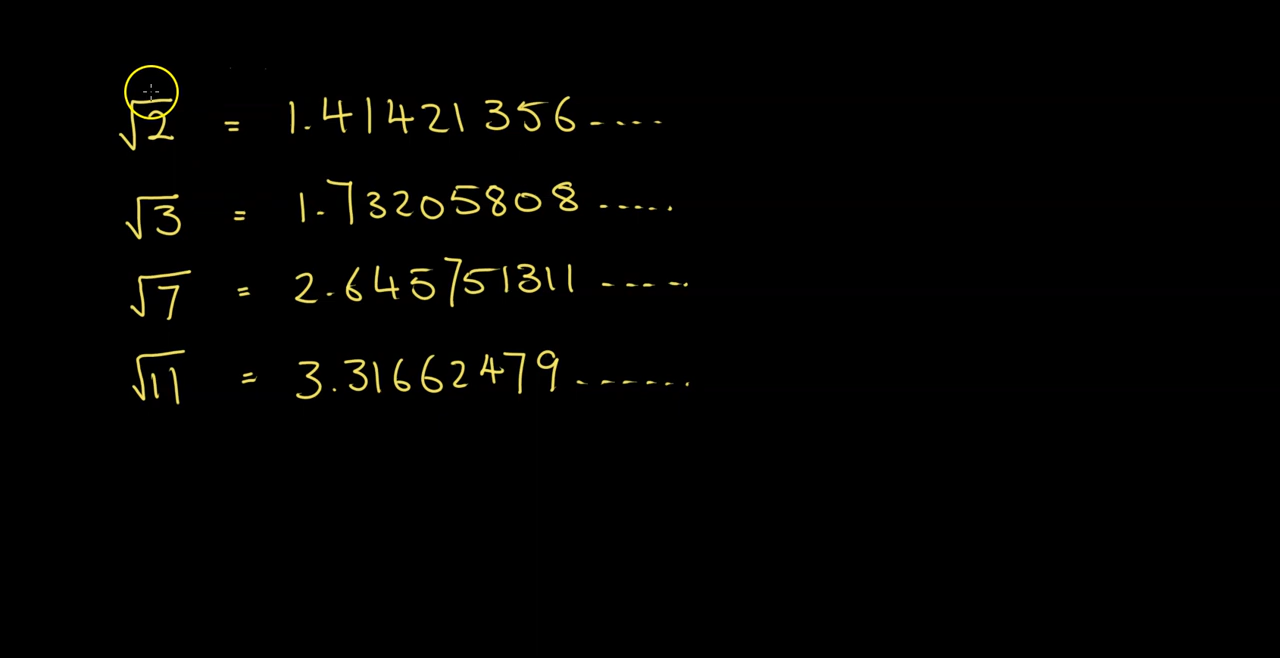 √2 = 1.41421356.....
√3 = 1.73205808.....
√7 = 2.645751311.....
√11 = 3.31662479......